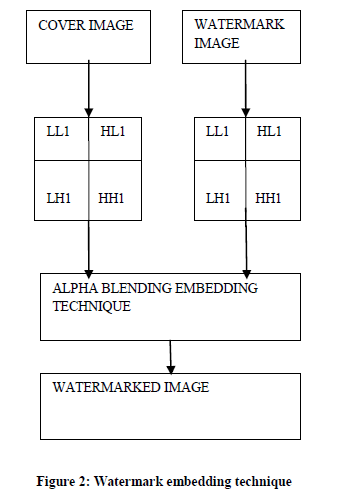 COVER IMAGE
WATERMARK
IMAGE
LL1 HL1
LH1 HH1
LL1 HL1
LH1 HH1
ALPHA BLENDING EMBEDDING
TECHNIQUE
WATERMARKED IMAGE
Figure 2: Watermark embedding technique